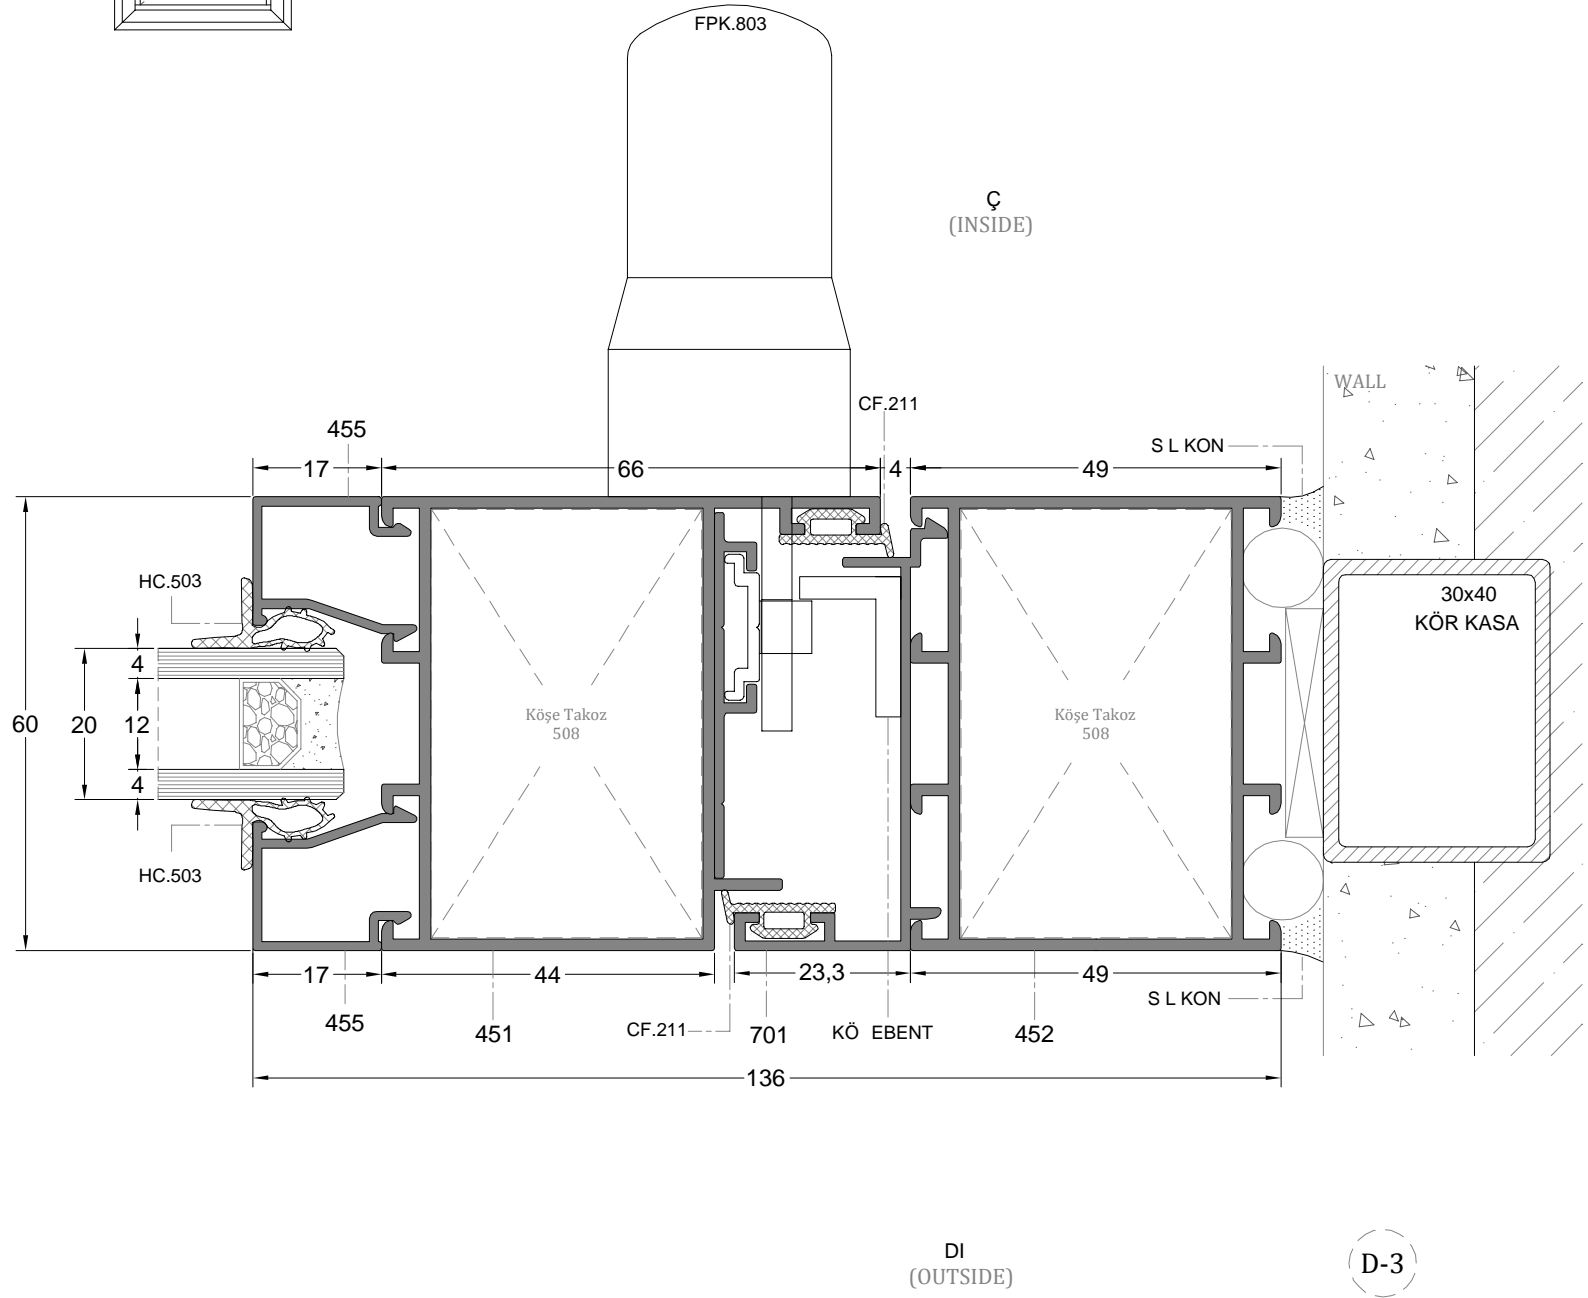 FPK.803
Ç
(INSIDE)
WALL
CF.211
455
S L KON
17
66
4
49
HC.503
30x40
KÖR KASA
4
60
20
12
4
Köşe Takoz
508
Köşe Takoz
508
HC.503
17
44
23,3
49
S L KON
455
451
CF.211
701
KÖ EBENT
452
136
DI
(OUTSIDE)
D-3